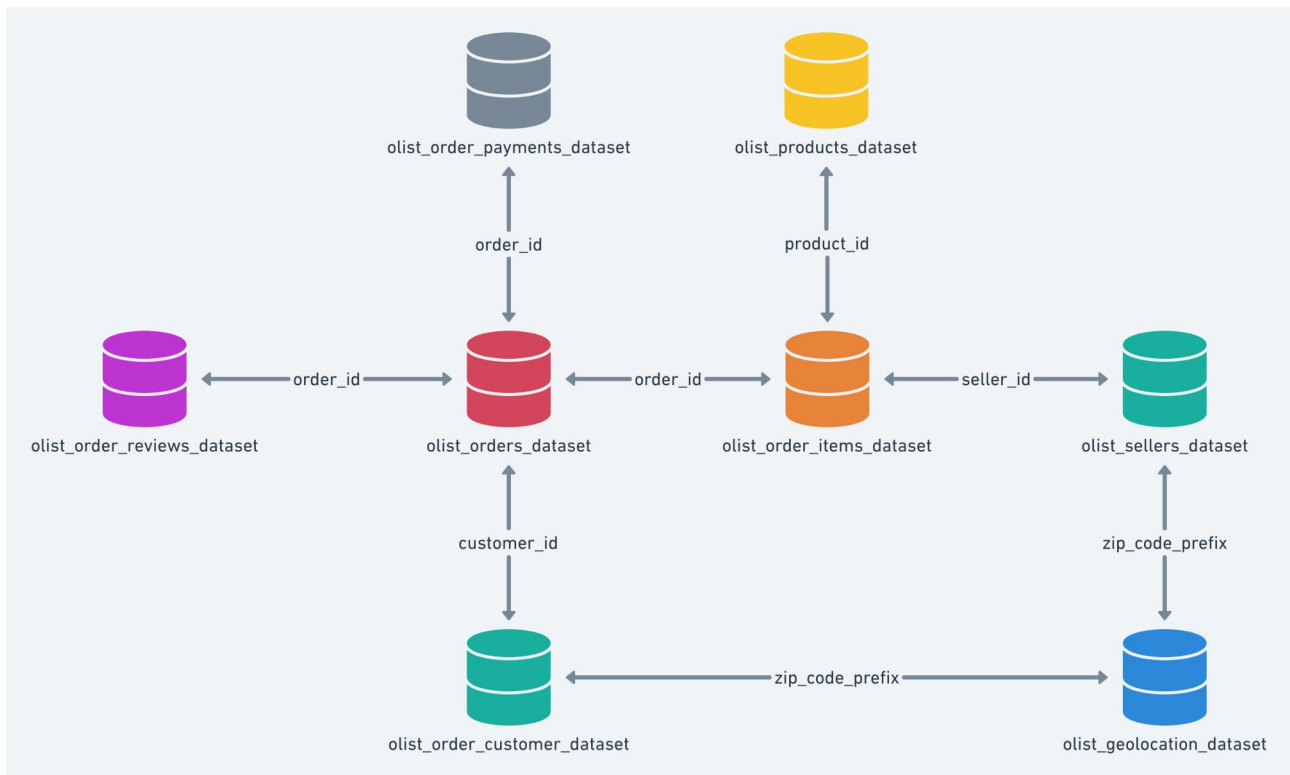 olist_order_payments_dataset
olist_products_dataset
order_id
product_id
order_id
order_id
seller_id
olist_order_reviews_dataset
olist_orders_dataset
olist_order_items_dataset
olist_sellers_dataset
customer_id
zip_code_prefix
zip_code_prefix
olist_order_customer_dataset
olist_geolocation_dataset